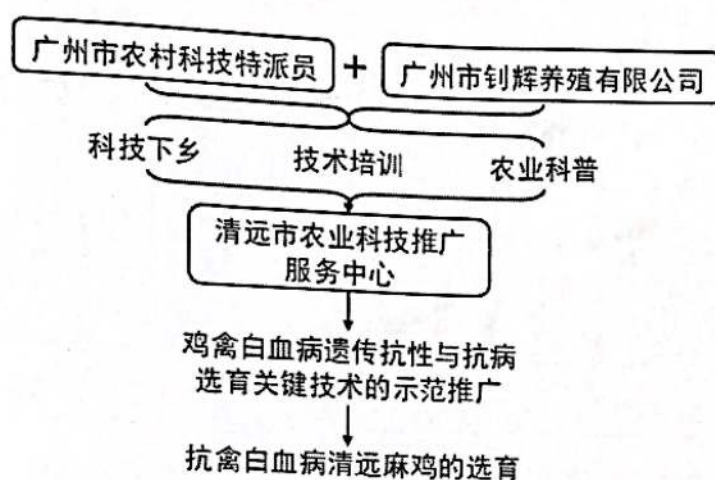 广州市农村科技特派员 + 广州市钊辉养殖有限公司
科技下乡 技术培训 农业科普
清远市农业科技推广
服务中心
鸡禽白血病遗传抗性与抗病
选育关键技术的示范推广
抗禽白血病清远麻鸡的选育